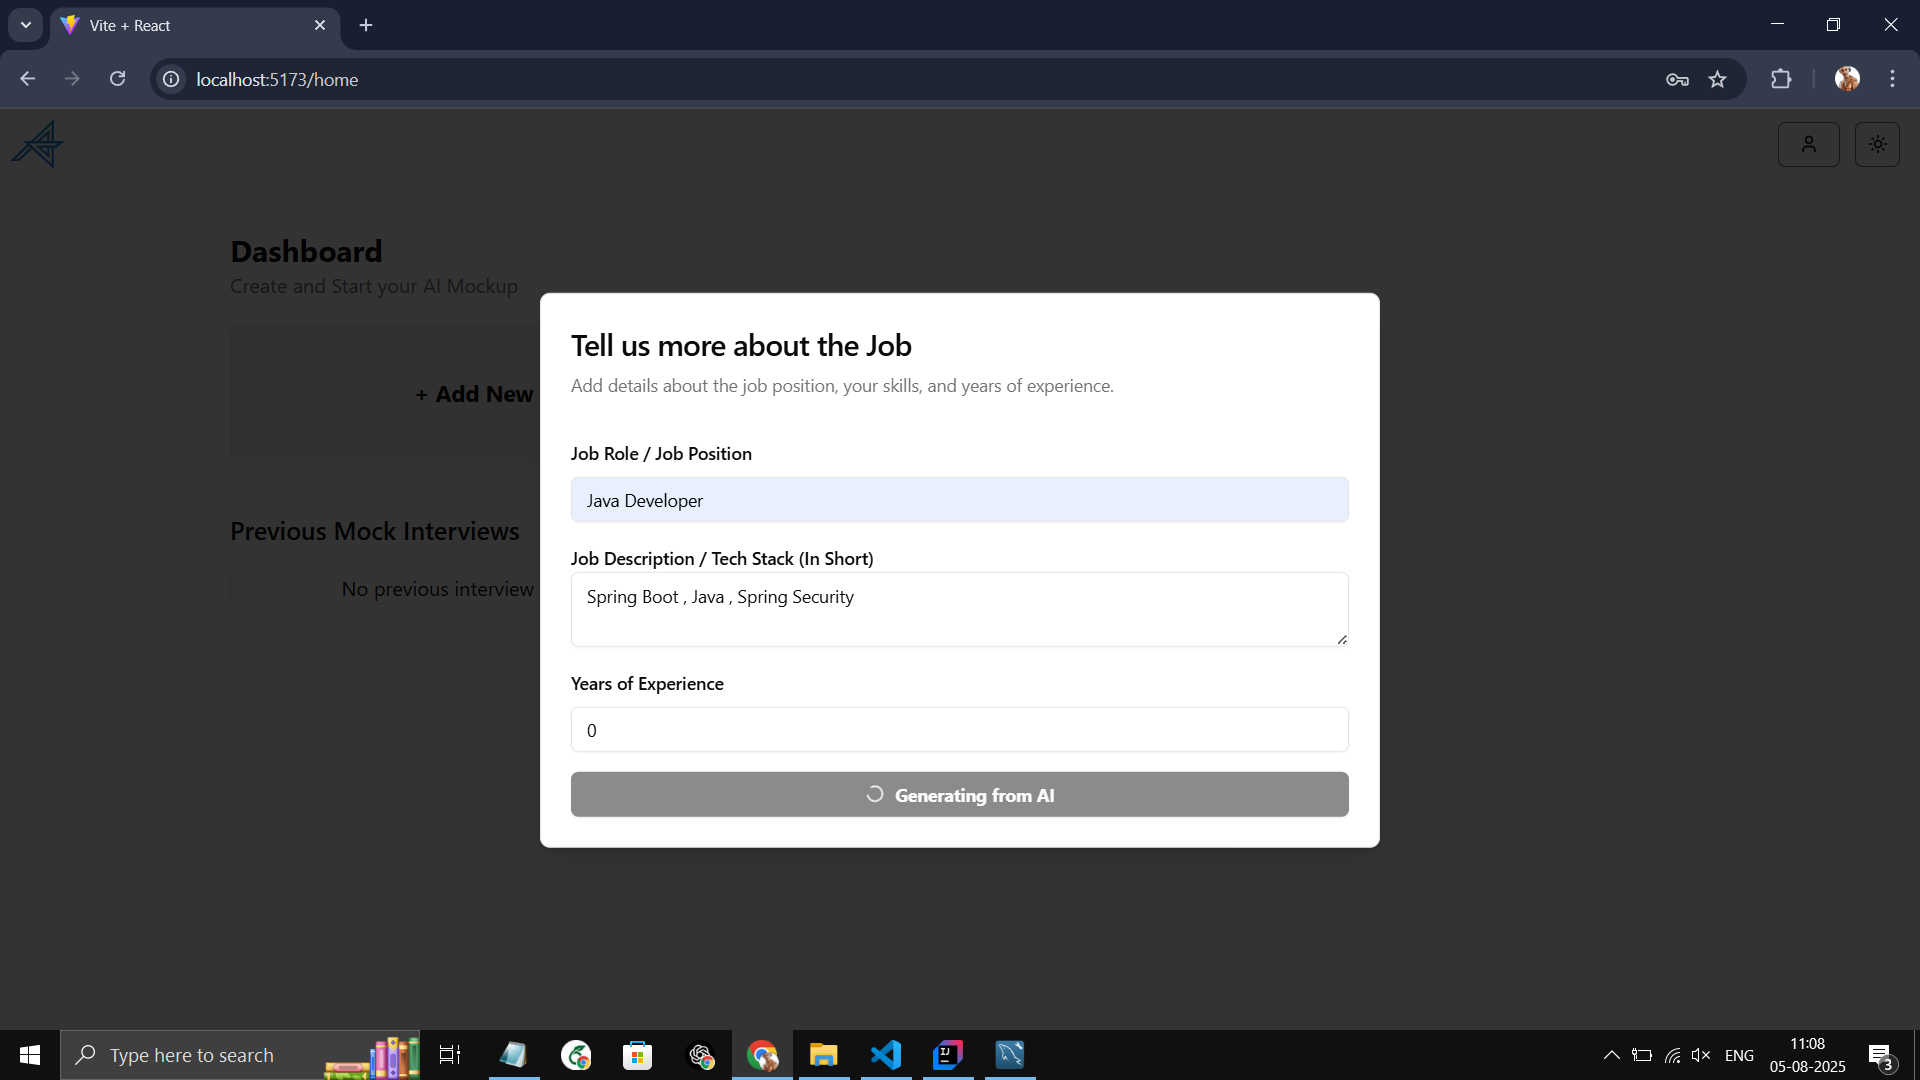 Vite + React
localhost:5173/home
Dashboard
Create and Start your AI Mockup
+ Add New
Previous Mock Interviews
No previous interview
Tell us more about the Job
Add details about the job position, your skills, and years of experience.
Job Role / Job Position
Java Developer
Job Description / Tech Stack (In Short)
Spring Boot , Java , Spring Security
Years of Experience
0
Generating from AI
Type here to search
IJ
ENG
11:08
05-08-2025
3